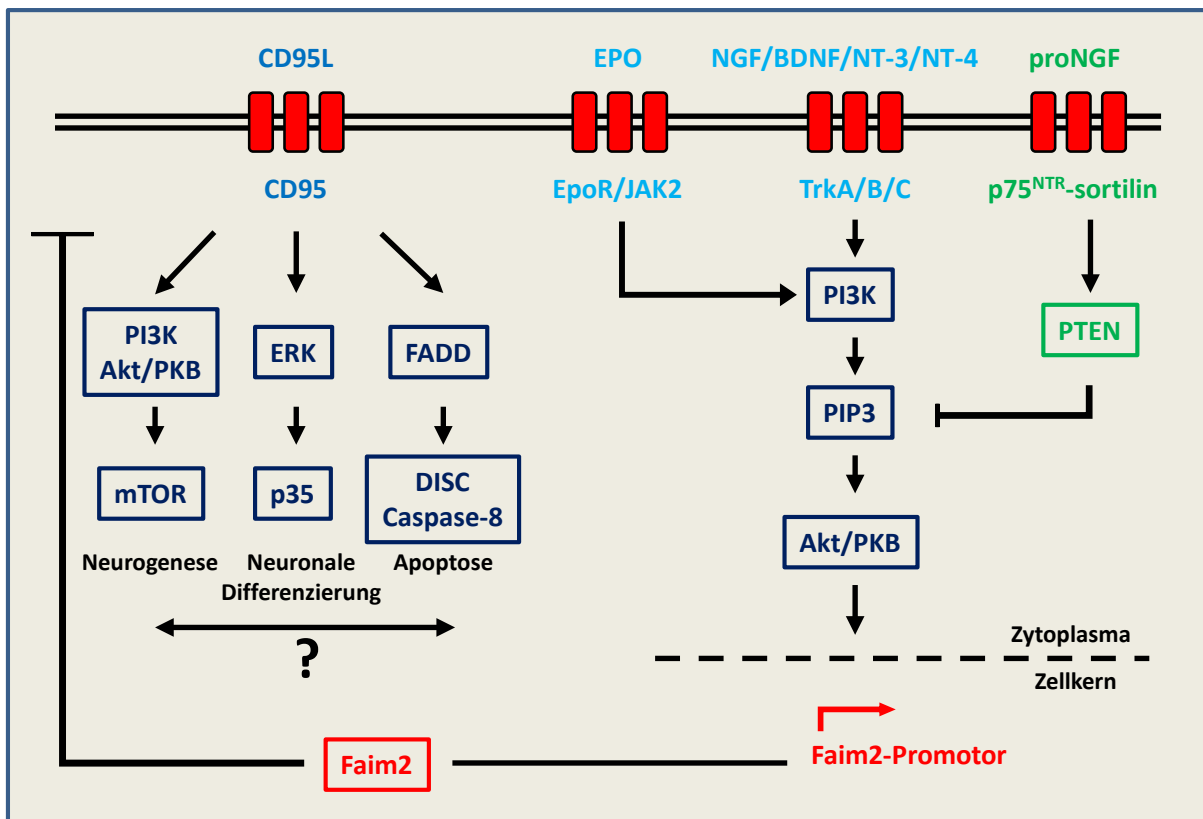 CD95L
EPO
NGF/BDNF/NT-3/NT-4
proNGF
CD95
EpoR/JAK2
TrkA/B/C
p75NTR-sortilin
PI3K
Akt/PKB
ERK
FADD
PI3K
PTEN
PIP3
mTOR
p35
DISC
Caspase-8
Akt/PKB
Neurogenese
Neuronale
Differenzierung
Apoptose
?
Zytoplasma
Zellkern
Faim2
Faim2-Promotor